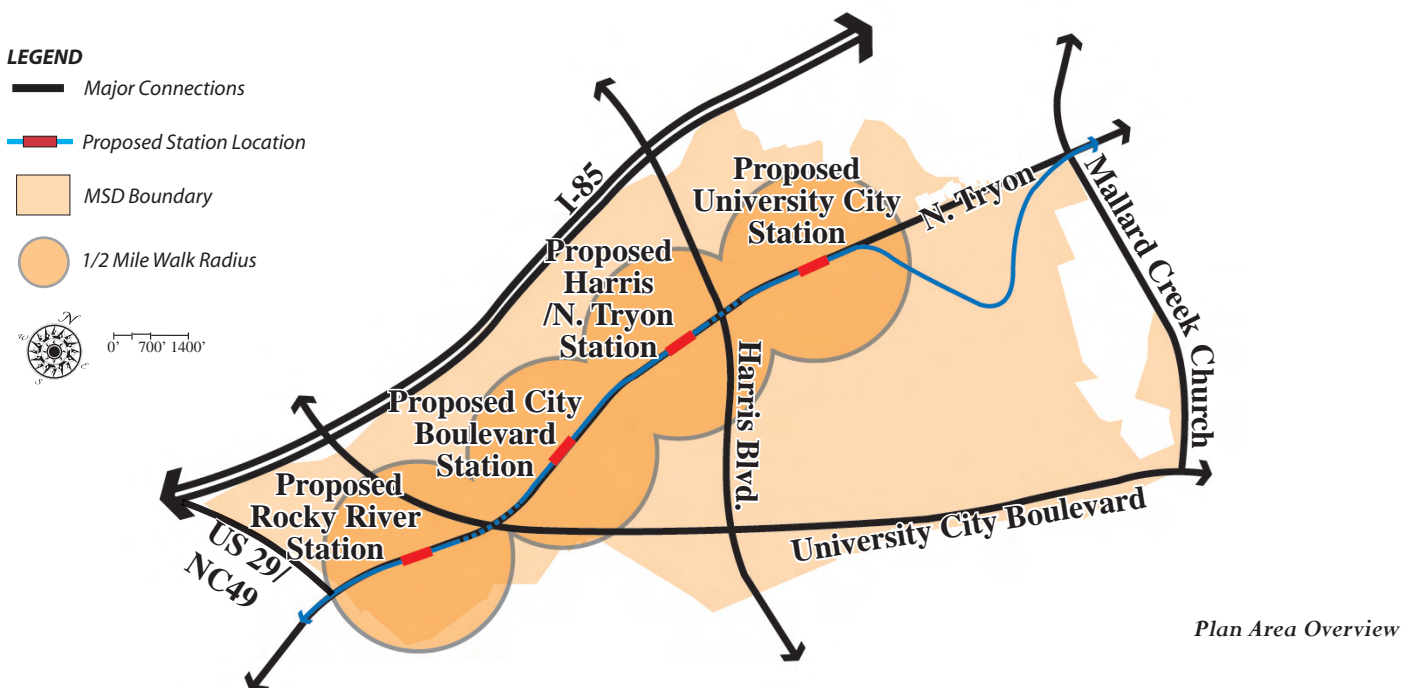 LEGEND
Major Connections
Proposed Station Location
MSD Boundary
1/2 Mile Walk Radius
N
W
E
S
0' 700' 1400'
I-85
Proposed
University City
Station
N. Tryon
Mallard Creek Church
Proposed
Harris
/N. Tryon
Station
Harris Blvd.
Proposed City
Boulevard
Station
Proposed
Rocky River
Station
US 29/
NC49
University City Boulevard
Plan Area Overview